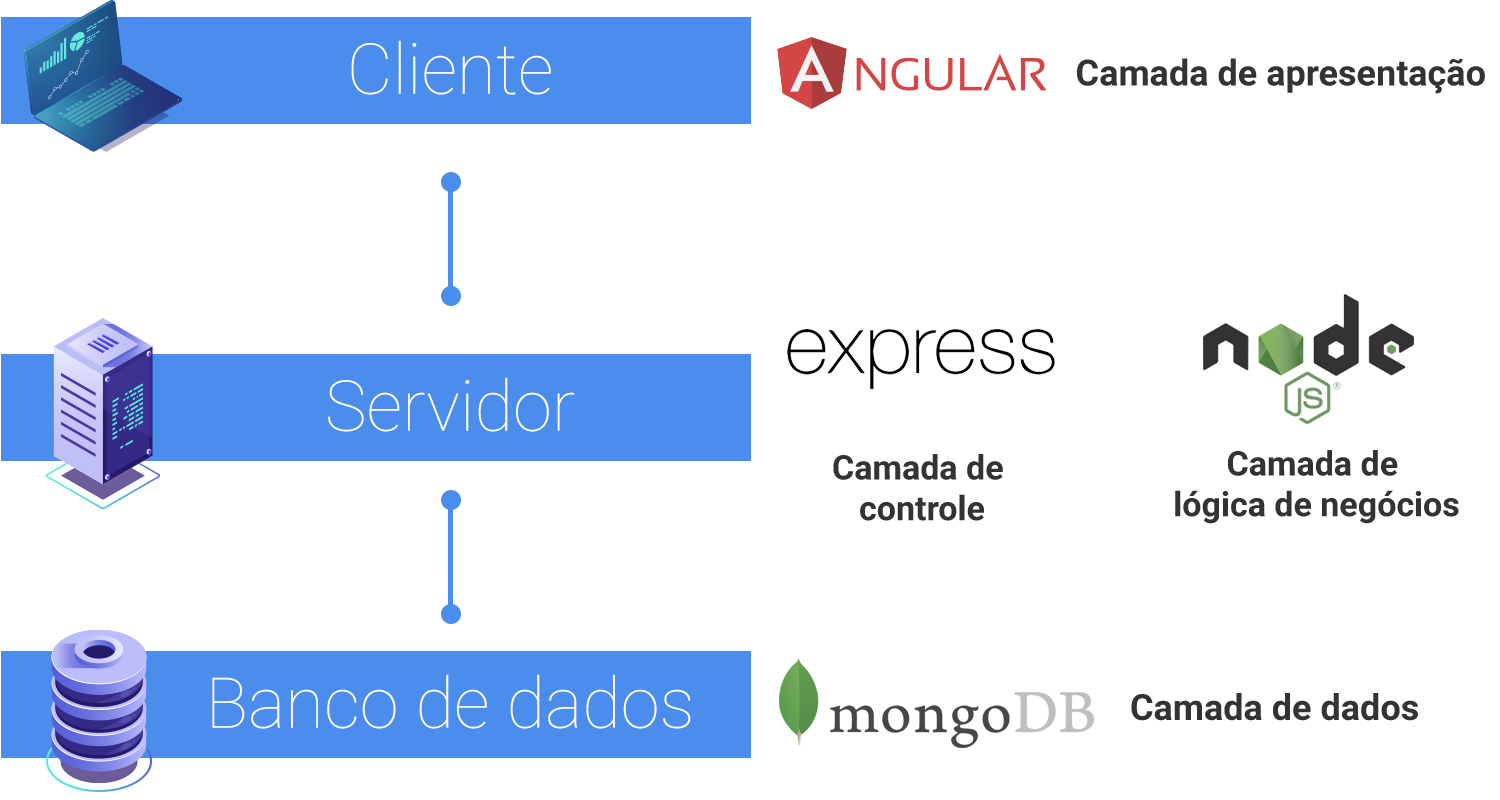 Cliente
ANGULAR
Camada de apresentação
express
node
JS®
Servidor
Camada de
controle
Camada de
lógica de negócios
Banco de dados
mongoDB
Camada de dados